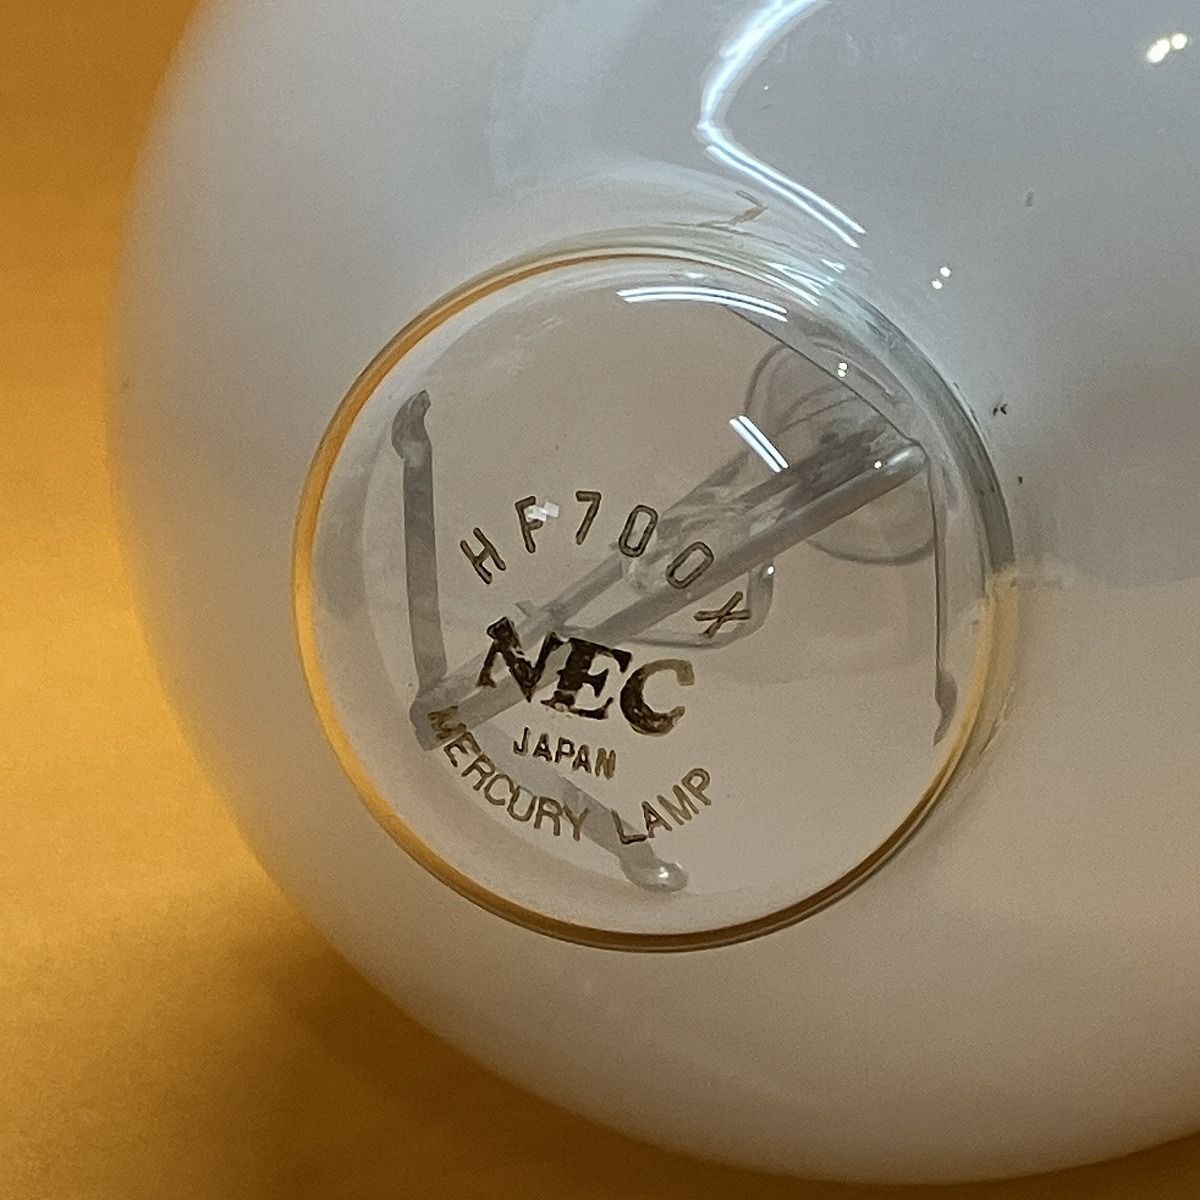 HF700X
NEC
JAPAN
MERCURY LAMP